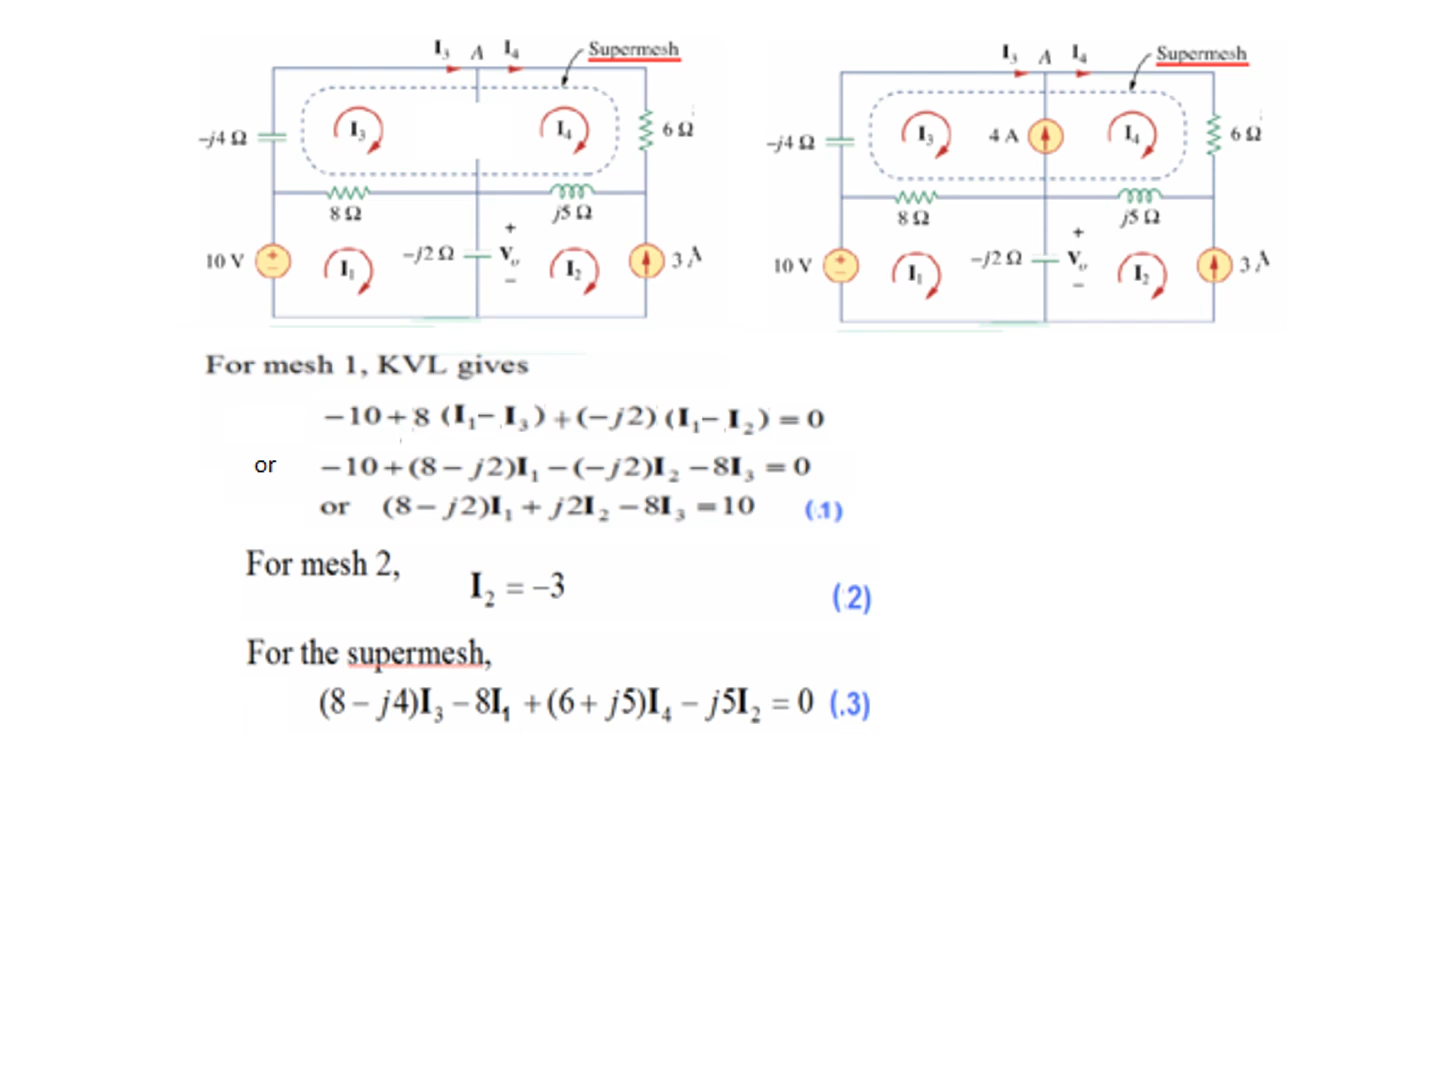 I₃ A I₄ Supermesh
−j4 Ω I₃ I₄ 6 Ω
8 Ω j5 Ω
10 V I₁ −j2 Ω + Vₒ − I₂ 3 A
I₃ A I₄ Supermesh
−j4 Ω I₃ 4 A I₄ 6 Ω
8 Ω j5 Ω
10 V I₁ −j2 Ω + Vₒ − I₂ 3 A
For mesh 1, KVL gives
−10+8 (I₁− I₃)+(−j2) (I₁− I₂) = 0
or −10+(8− j2)I₁ −(−j2)I₂ −8I₃ = 0
or (8− j2)I₁ + j2I₂ −8I₃ =10 (.1)
For mesh 2,
I₂ = −3 (.2)
For the supermesh,
(8− j4)I₃ −8I₁ +(6+ j5)I₄ − j5I₂ = 0 (.3)